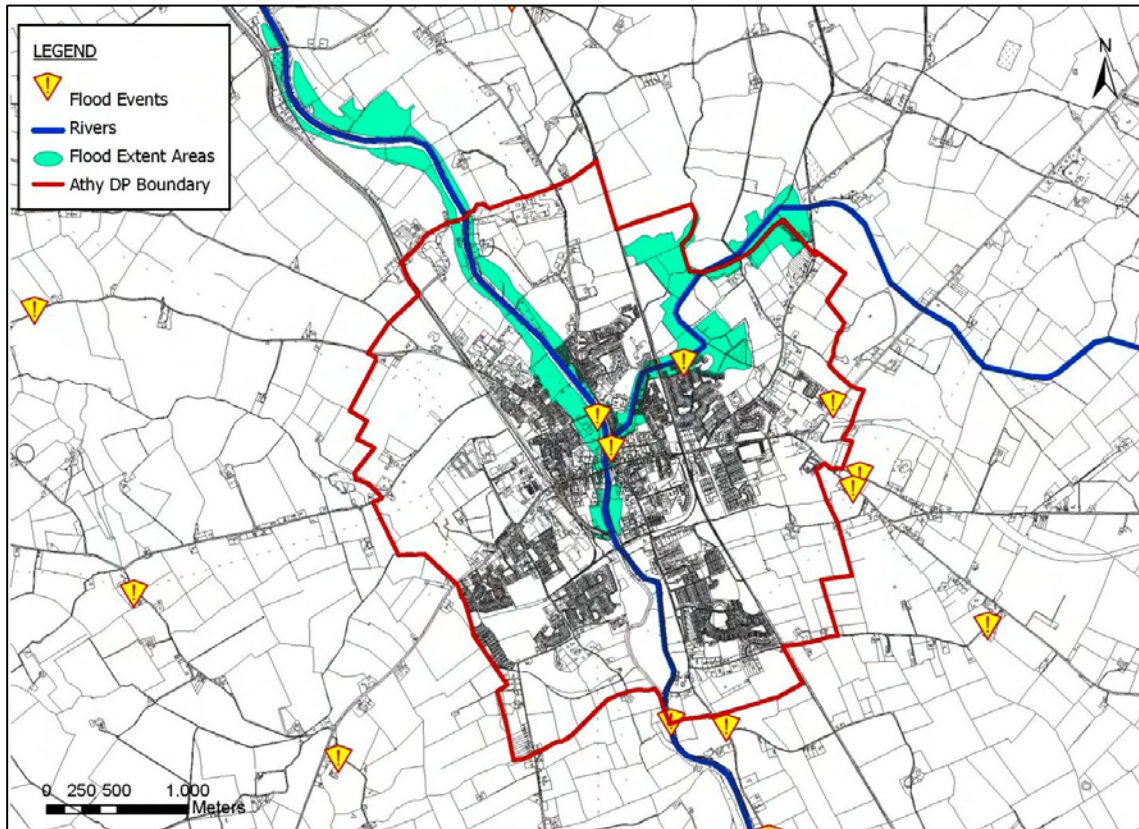 LEGEND
Flood Events
Rivers
Flood Extent Areas
Athy DP Boundary
N
0 250 500 1.000
Meters